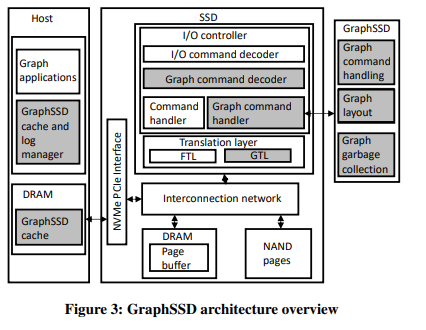 Host
Graph
applications
GraphSSD
cache and
log
manager
DRAM
GraphSSD
cache
NVMe PCIe Interface
SSD
I/O controller
I/O command decoder
Graph command decoder
Command
handler
Graph command
handler
Translation layer
FTL
GTL
Interconnection network
DRAM
Page
buffer
NAND
pages
GraphSSD
Graph
command
handling
Graph
layout
Graph
garbage
collection
Figure 3: GraphSSD architecture overview